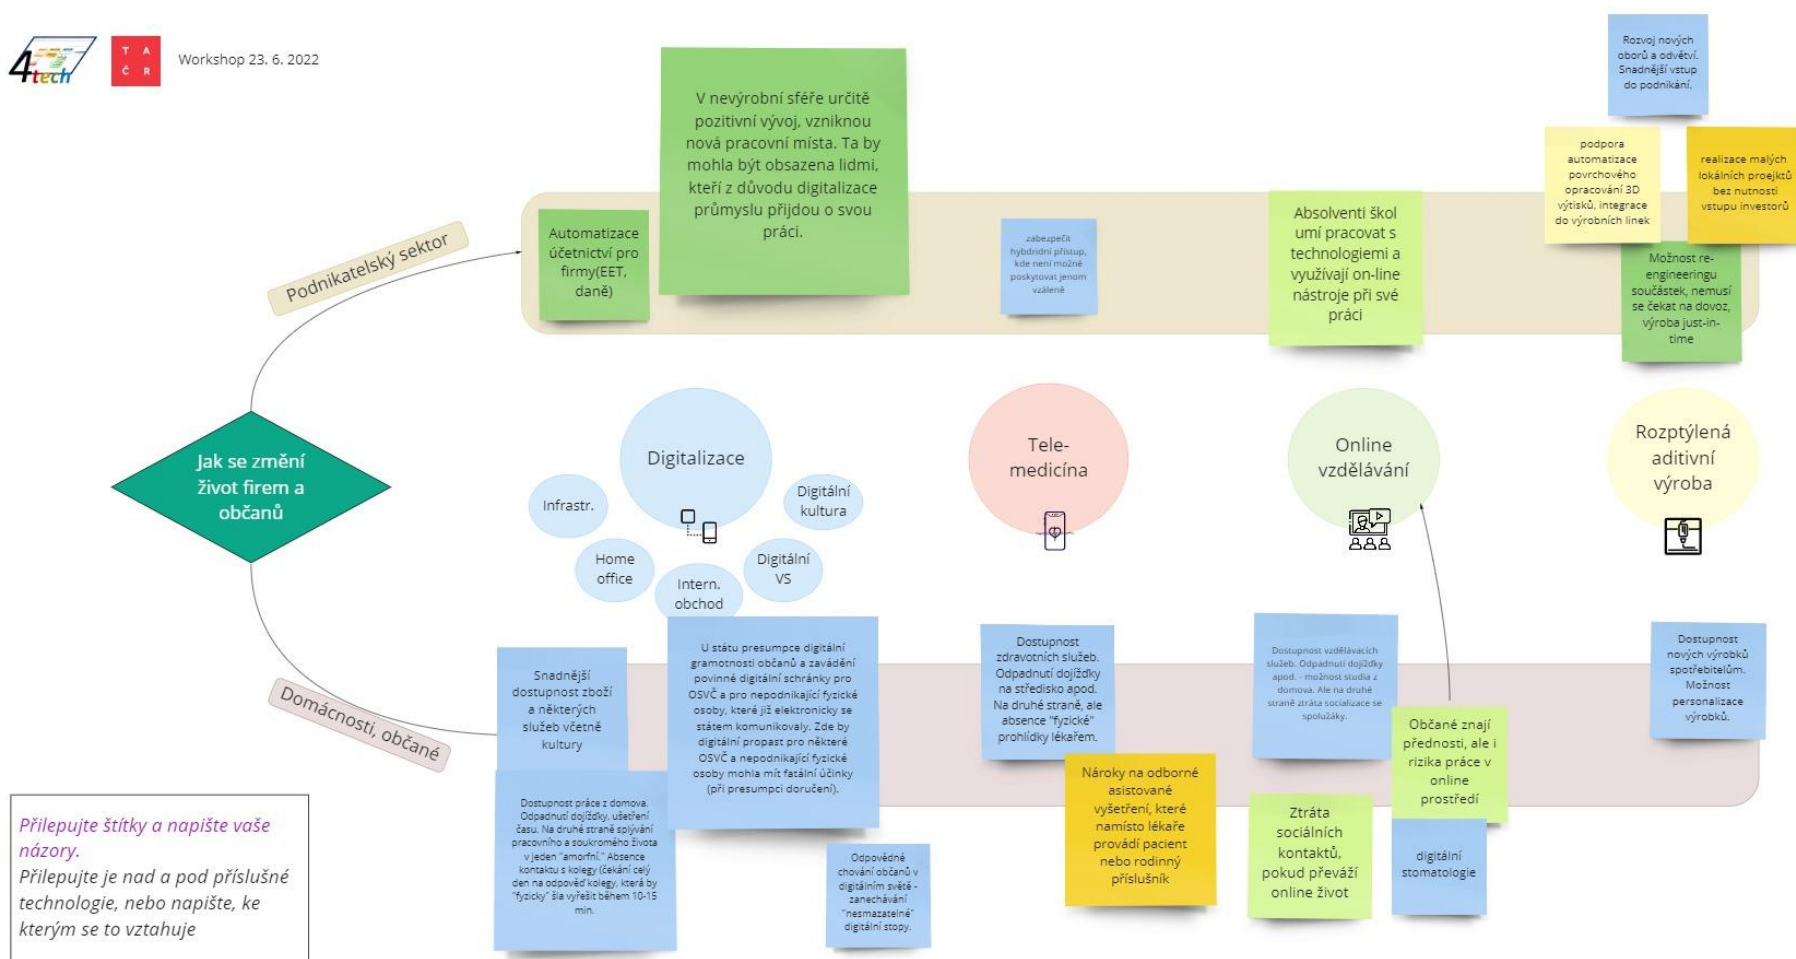 4tech
T A
Č R
Workshop 23. 6. 2022
Podnikatelský sektor
Automatizace
účetnictví pro
firmy(EET,
daně)
V nevýrobní sféře určitě
pozitivní vývoj, vzniknou
nová pracovní místa. Ta by
mohla být obsazena lidmi,
kteří z důvodu digitalizace
průmyslu přijdou o svou
práci.
zabezpečit
hybdridní přístup,
kde není možné
poskytovat jenom
vzáleně
Absolventi škol
umí pracovat s
technologiemi a
využívají on-line
nástroje při své
práci
Rozvoj nových
oborů a odvětví.
Snadnější vstup
do podnikání.
podpora
automatizace
povrchového
opracování 3D
výtisků, integrace
do výrobních linek
realizace malých
lokálních proejktů
bez nutnosti
vstupu investorů
Možnost re-
engineeringu
součástek, nemusí
se čekat na dovoz,
výroba just-in-
time
Jak se změní
život firem a
občanů
Digitalizace
Infrastr.
Home
office
Intern.
obchod
Digitální
VS
Digitální
kultura
Tele-
medicína
Online
vzdělávání
Rozptýlená
aditivní
výroba
Domácnosti, občané
Snadnější
dostupnost zboží
a některých
služeb včetně
kultury
U státu presumpce digitální
gramotnosti občanů a zavádění
povinné digitální schránky pro
OSVČ a pro nepodnikající fyzické
osoby, které již elektronicky se
státem komunikovaly. Zde by
digitální propast pro některé
OSVČ a nepodnikající fyzické
osoby mohla mít fatální účinky
(při presumpci doručení).
Dostupnost práce z domova.
Odpadnutí dojížďky, ušetření
času. Na druhé straně splývání
pracovního a soukromého života
v jeden "amorfní." Absence
kontaktu s kolegy (čekání celý
den na odpověď kolegy, která by
"fyzicky" šla vyřešit během 10-15
min.
Odpovědné
chování občanů v
digitálním světě -
zanechávání
"nesmazatelné"
digitální stopy.
Dostupnost
zdravotních služeb.
Odpadnutí dojížďky
na středisko apod.
Na druhé straně, ale
absence "fyzické"
prohlídky lékařem.
Nároky na odborné
asistované
vyšetření, které
namísto lékaře
provádí pacient
nebo rodinný
příslušník
Dostupnost vzdělávacích
služeb. Odpadnutí dojížďky
apod. - možnost studia z
domova. Ale na druhé
straně ztráta socializace se
spolužáky.
Občané znají
přednosti, ale i
rizika práce v
online
prostředí
Ztráta
sociálních
kontaktů,
pokud převáží
online život
digitální
stomatologie
Dostupnost
nových výrobků
spotřebitelům.
Možnost
personalizace
výrobků.
Přilepujte štítky a napište vaše
názory.
Přilepujte je nad a pod příslušné
technologie, nebo napište, ke
kterým se to vztahuje